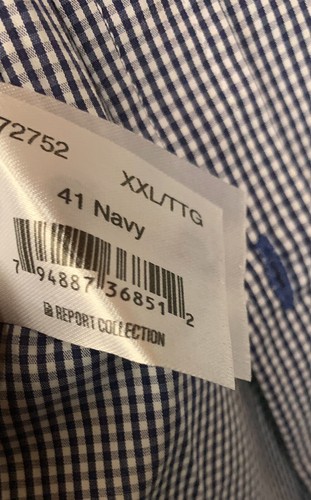 72752
XXL/TTG
41 Navy
7 94887 36851 2
REPORT COLLECTION